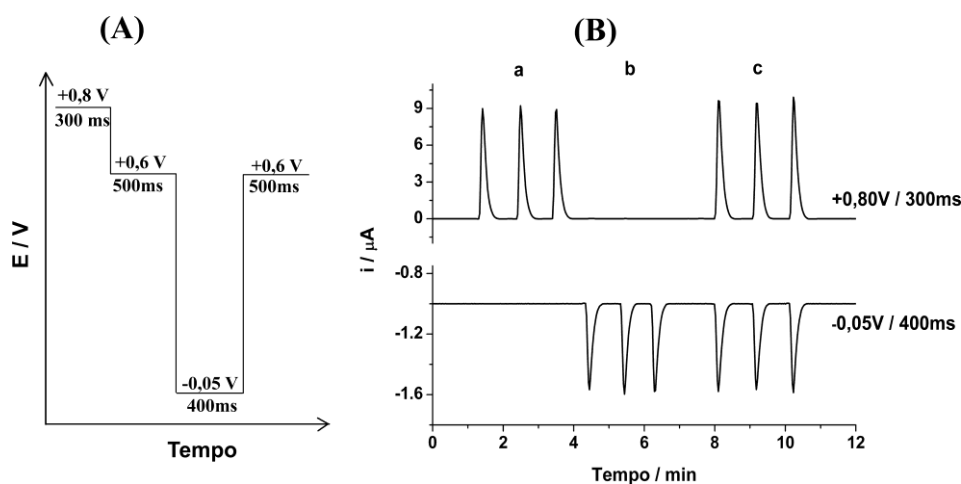 (A)
E / V
+0,8 V
300 ms
+0,6 V
500ms
-0,05 V
400ms
+0,6 V
500ms
Tempo
(B)
a b c
i / µA
9
6
3
0
+0,80V / 300ms
-0.8
-1.2
-1.6
-0,05V / 400ms
0 2 4 6 8 10 12
Tempo / min